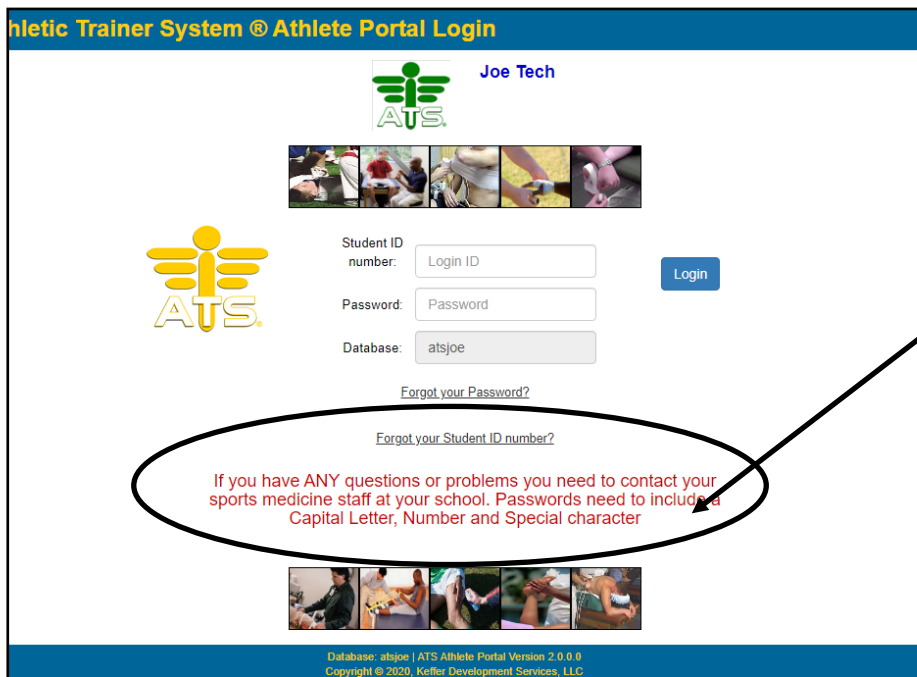 hletic Trainer System ® Athlete Portal Login
Joe Tech
ATS®
Student ID number:
Login ID
Login
ATS®
Password:
Password
Database:
atsjoe
Forgot your Password?
Forgot your Student ID number?
If you have ANY questions or problems you need to contact your
sports medicine staff at your school. Passwords need to include a
Capital Letter, Number and Special character
Database: atsjoe | ATS Athlete Portal Version 2.0.0.0
Copyright © 2020, Keffer Development Services, LLC